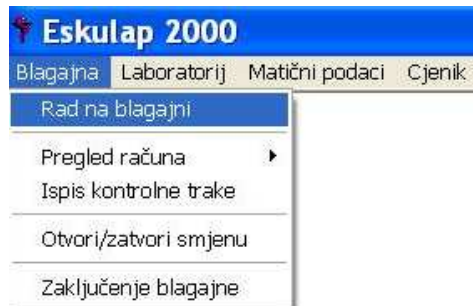 Eskulap 2000
Blagajna Laboratorij Matični podaci Cjenik
Rad na blagajni
Pregled računa
Ispis kontrolne trake
Otvori/zatvori smjenu
Zaključenje blagajne